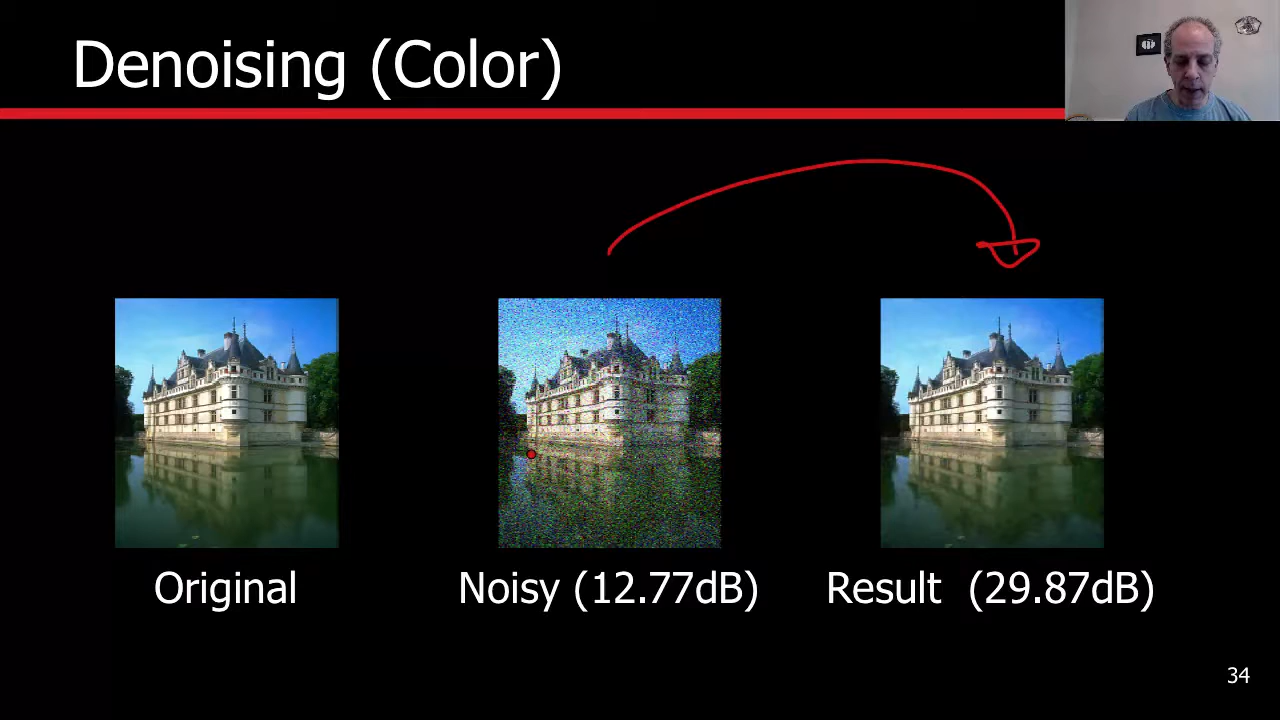 Denoising (Color)
Original
Noisy (12.77dB)
Result (29.87dB)
34